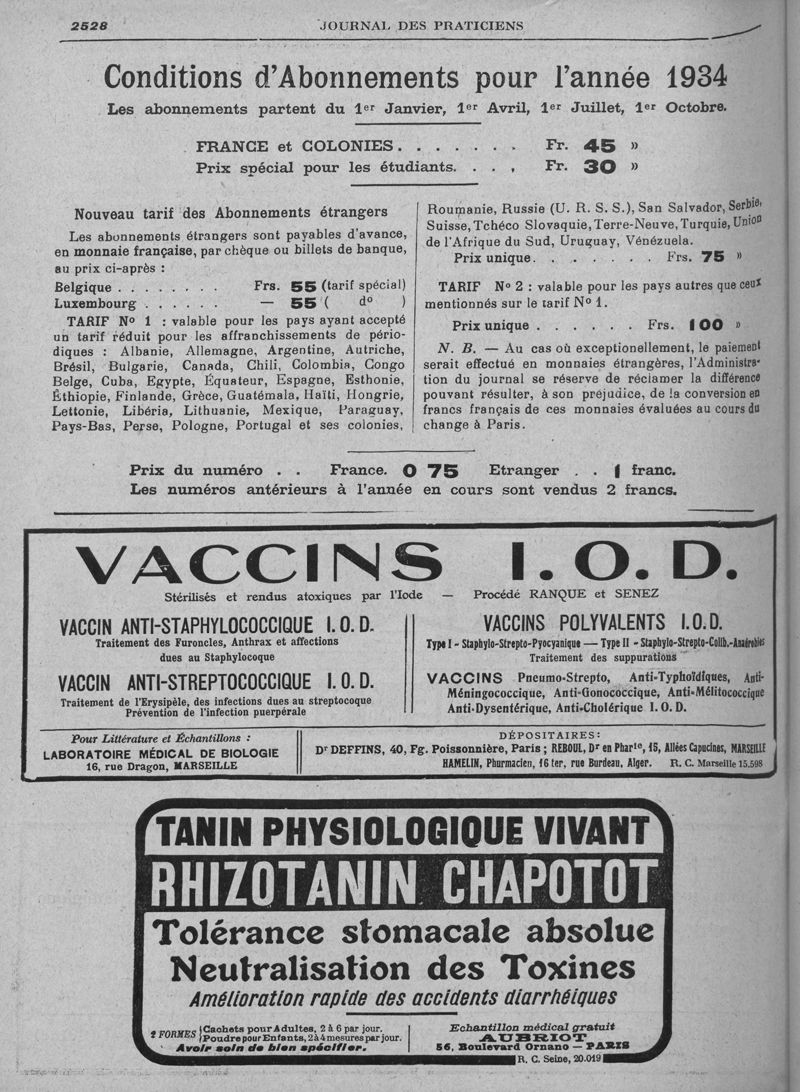 2528
JOURNAL DES PRATICIENS
Conditions d'Abonnements pour l'année 1934
Les abonnements partent du 1er Janvier, 1er Avril, 1er Juillet, 1er Octobre.
FRANCE et COLONIES. . . . . . . Fr. 45 »
Prix spécial pour les étudiants. . . . Fr. 30 »
Nouveau tarif des Abonnements étrangers
Les abonnements étrangers sont payables d'avance,
en monnaie française, par chèque ou billets de banque,
au prix ci-après :
Belgique . . . . . . . . Frs. 55 (tarif spécial)
Luxembourg . . . . . . — 55 ( do )
TARIF No 1 : valable pour les pays ayant accepté
un tarif réduit pour les affranchissements de pério-
diques : Albanie, Allemagne, Argentine, Autriche,
Brésil, Bulgarie, Canada, Chili, Colombia, Congo
Belge, Cuba, Egypte, Équateur, Espagne, Esthonie,
Éthiopie, Finlande, Grèce, Guatémala, Haïti, Hongrie,
Lettonie, Libéria, Lithuanie, Mexique, Paraguay,
Pays-Bas, Perse, Pologne, Portugal et ses colonies,
Roumanie, Russie (U. R. S. S.), San Salvador, Serbie,
Suisse, Tchéco Slovaquie, Terre-Neuve, Turquie, Union
de l'Afrique du Sud, Uruguay, Vénézuela.
Prix unique. . . . . . . . Frs. 75 »
TARIF No 2 : valable pour les pays autres que ceux
mentionnés sur le tarif No 1.
Prix unique . . . . . . Frs. 100 »
N. B. — Au cas où exceptionellement, le paiement
serait effectué en monnaies étrangères, l'Administra-
tion du journal se réserve de réclamer la différence
pouvant résulter, à son préjudice, de la conversion en
francs français de ces monnaies évaluées au cours du
change à Paris.
Prix du numéro . . France. 0 75 Etranger . . 1 franc.
Les numéros antérieurs à l'année en cours sont vendus 2 francs.
VACCINS I.O.D.
Stérilisés et rendus atoxiques par l'Iode — Procédé RANQUE et SENEZ
VACCIN ANTI-STAPHYLOCOCCIQUE I.O.D.
Traitement des Furoncles, Anthrax et affections
dues au Staphylocoque
VACCIN ANTI-STREPTOCOCCIQUE I.O.D.
Traitement de l'Erysipèle, des infections dues au streptocoque
Prévention de l'infection puerpérale
VACCINS POLYVALENTS I.O.D.
Type I - Staphylo-Strepto-Pyocyanique — Type II - Staphylo-Strepto-Colib.-Anaérobies
Traitement des suppurations
VACCINS Pneumo-Strepto, Anti-Typhoïdiques, Anti-
Méningococcique, Anti-Gonococcique, Anti-Mélitococcique
Anti-Dysentérique, Anti-Cholérique I.O.D.
Pour Littérature et Échantillons :
LABORATOIRE MÉDICAL DE BIOLOGIE
16, rue Dragon, MARSEILLE
DÉPOSITAIRES :
Dr DEFFINS, 40, Fg. Poissonnière, Paris ; REBOUL, Dr en Phar​ie, 15, Allées Capucines, MARSEILLE
HAMELIN, Pharmacien, 16 ter, rue Burdeau, Alger. R. C. Marseille 15.598
TANIN PHYSIOLOGIQUE VIVANT
RHIZOTANIN CHAPOTOT
Tolérance stomacale absolue
Neutralisation des Toxines
Amélioration rapide des accidents diarrhéiques
2 FORMES { Cachets pour Adultes, 2 à 6 par jour.
Poudre pour Enfants, 2 à 4 mesures par jour.
Avoir soin de bien spécifier.
Echantillon médical gratuit
AUBRIOT
56, Boulevard Ornano — PARIS
R. C. Seine, 20.019